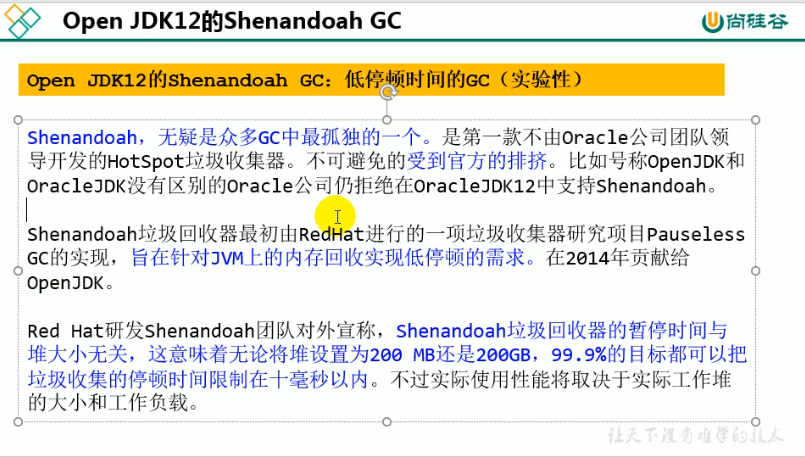 Open JDK12的Shenandoah GC
尚硅谷
Open JDK12的Shenandoah GC：低停顿时间的GC（实验性）
Shenandoah，无疑是众多GC中最孤独的一个。是第一款不由Oracle公司团队领
导开发的HotSpot垃圾收集器。不可避免的受到官方的排挤。比如号称OpenJDK和
OracleJDK没有区别的Oracle公司仍拒绝在OracleJDK12中支持Shenandoah。
Shenandoah垃圾回收器最初由RedHat进行的一项垃圾收集器研究项目Pauseless
GC的实现，旨在针对JVM上的内存回收实现低停顿的需求。在2014年贡献给
OpenJDK。
Red Hat研发Shenandoah团队对外宣称，Shenandoah垃圾回收器的暂停时间与
堆大小无关，这意味着无论将堆设置为200 MB还是200GB，99.9%的目标都可以把
垃圾收集的停顿时间限制在十毫秒以内。不过实际使用性能将取决于实际工作堆
的大小和工作负载。
让天下没有难学的技术